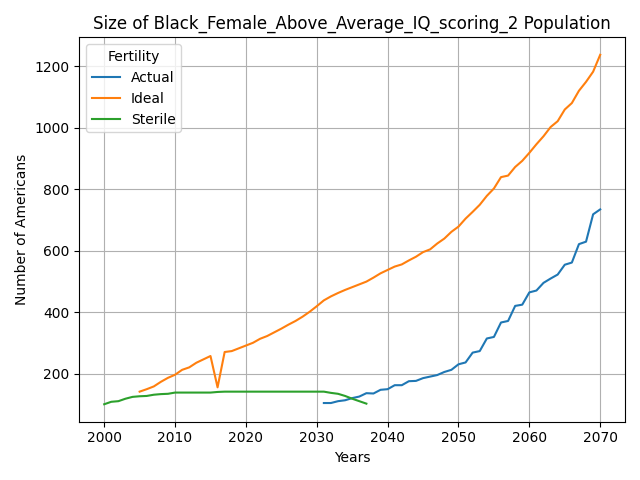 Size of Black_Female_Above_Average_IQ_scoring_2 Population
Fertility
Actual
Ideal
Sterile
Number of Americans
1200
1000
800
600
400
200
2000 2010 2020 2030 2040 2050 2060 2070
Years